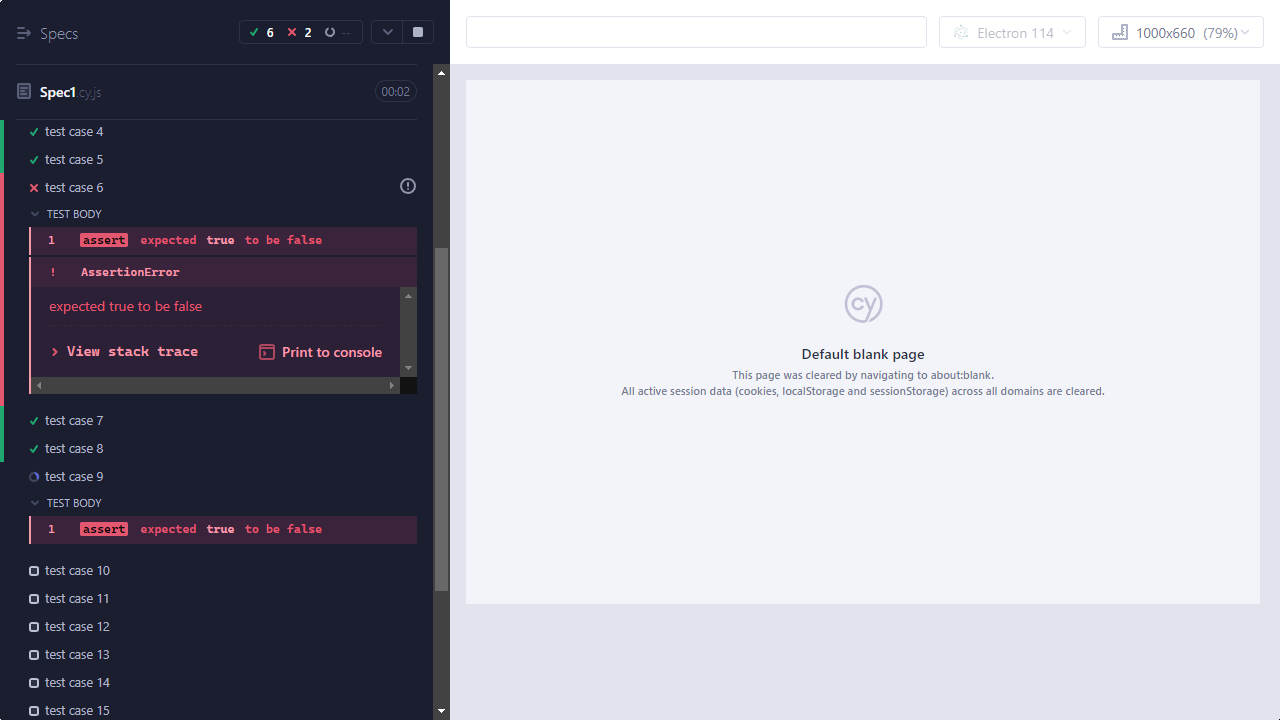 Specs
6 2 --
Electron 114
1000x660 (79%)
Spec1.cy.js
00:02
test case 4
test case 5
test case 6
TEST BODY
1 assert expected true to be false
! AssertionError
expected true to be false
View stack trace
Print to console
test case 7
test case 8
test case 9
TEST BODY
1 assert expected true to be false
test case 10
test case 11
test case 12
test case 13
test case 14
test case 15
cy
Default blank page
This page was cleared by navigating to about:blank.
All active session data (cookies, localStorage and sessionStorage) across all domains are cleared.